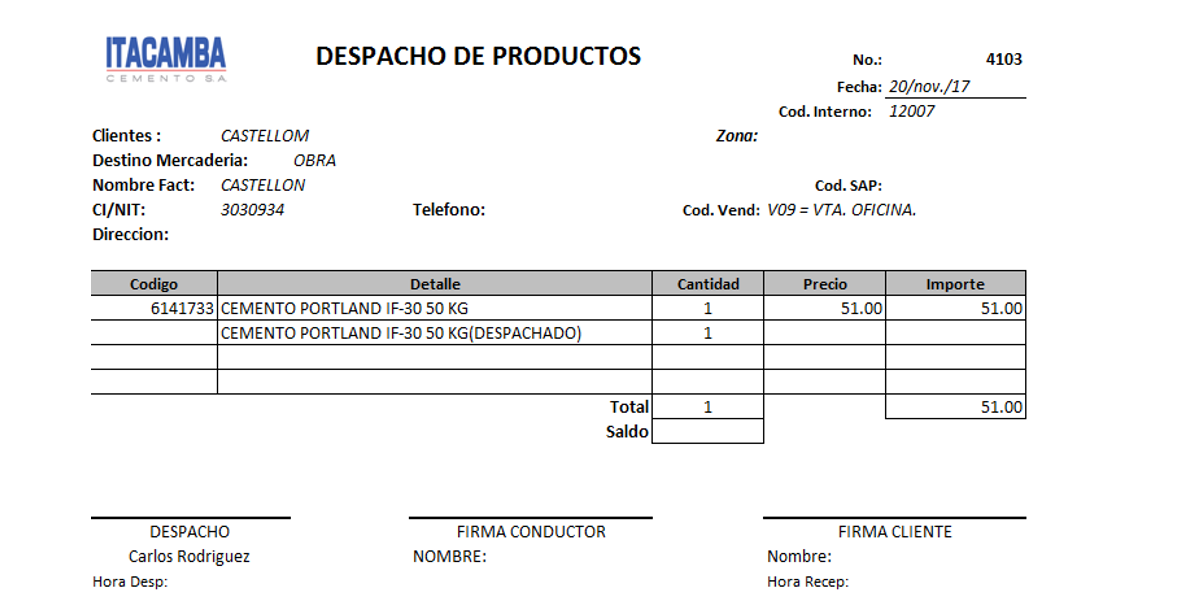 ITACAMBA
CEMENTO S.A.
DESPACHO DE PRODUCTOS
No.: 4103
Fecha: 20/nov./17
Cod. Interno: 12007
Clientes : CASTELLOM Zona:
Destino Mercaderia: OBRA
Nombre Fact: CASTELLON Cod. SAP:
CI/NIT: 3030934 Telefono: Cod. Vend: V09 = VTA. OFICINA.
Direccion:
Codigo Detalle Cantidad Precio Importe
6141733 CEMENTO PORTLAND IF-30 50 KG 1 51.00 51.00
CEMENTO PORTLAND IF-30 50 KG(DESPACHADO) 1
Total 1 51.00
Saldo
DESPACHO FIRMA CONDUCTOR FIRMA CLIENTE
Carlos Rodriguez NOMBRE: Nombre:
Hora Desp: Hora Recep: